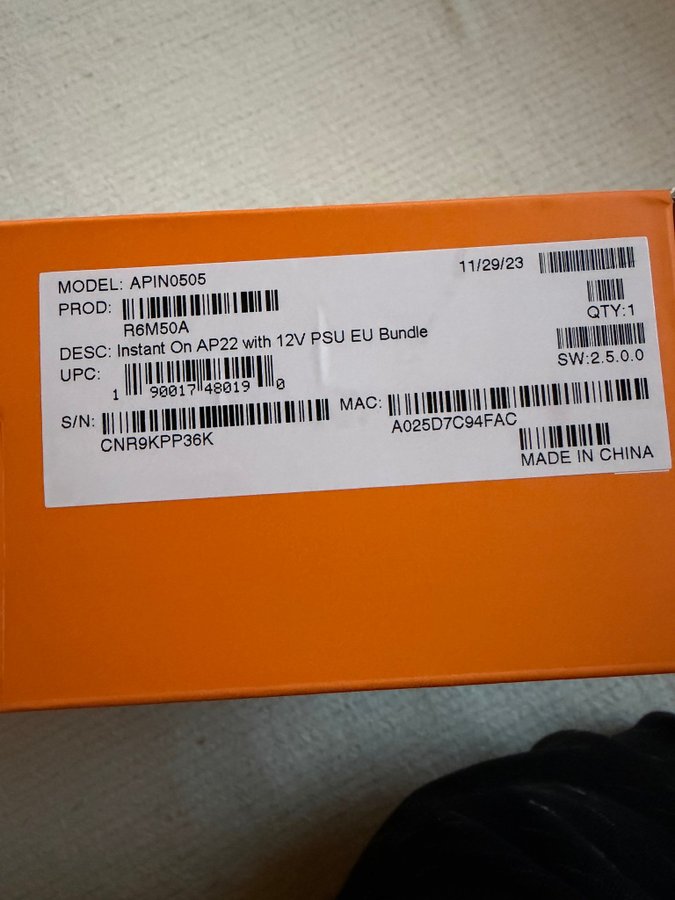 MODEL: APIN0505
11/29/23
PROD:
R6M50A
QTY:1
DESC: Instant On AP22 with 12V PSU EU Bundle
SW:2.5.0.0
UPC:
1 90017 48019 0
S/N:
CNR9KPP36K
MAC:
A025D7C94FAC
MADE IN CHINA